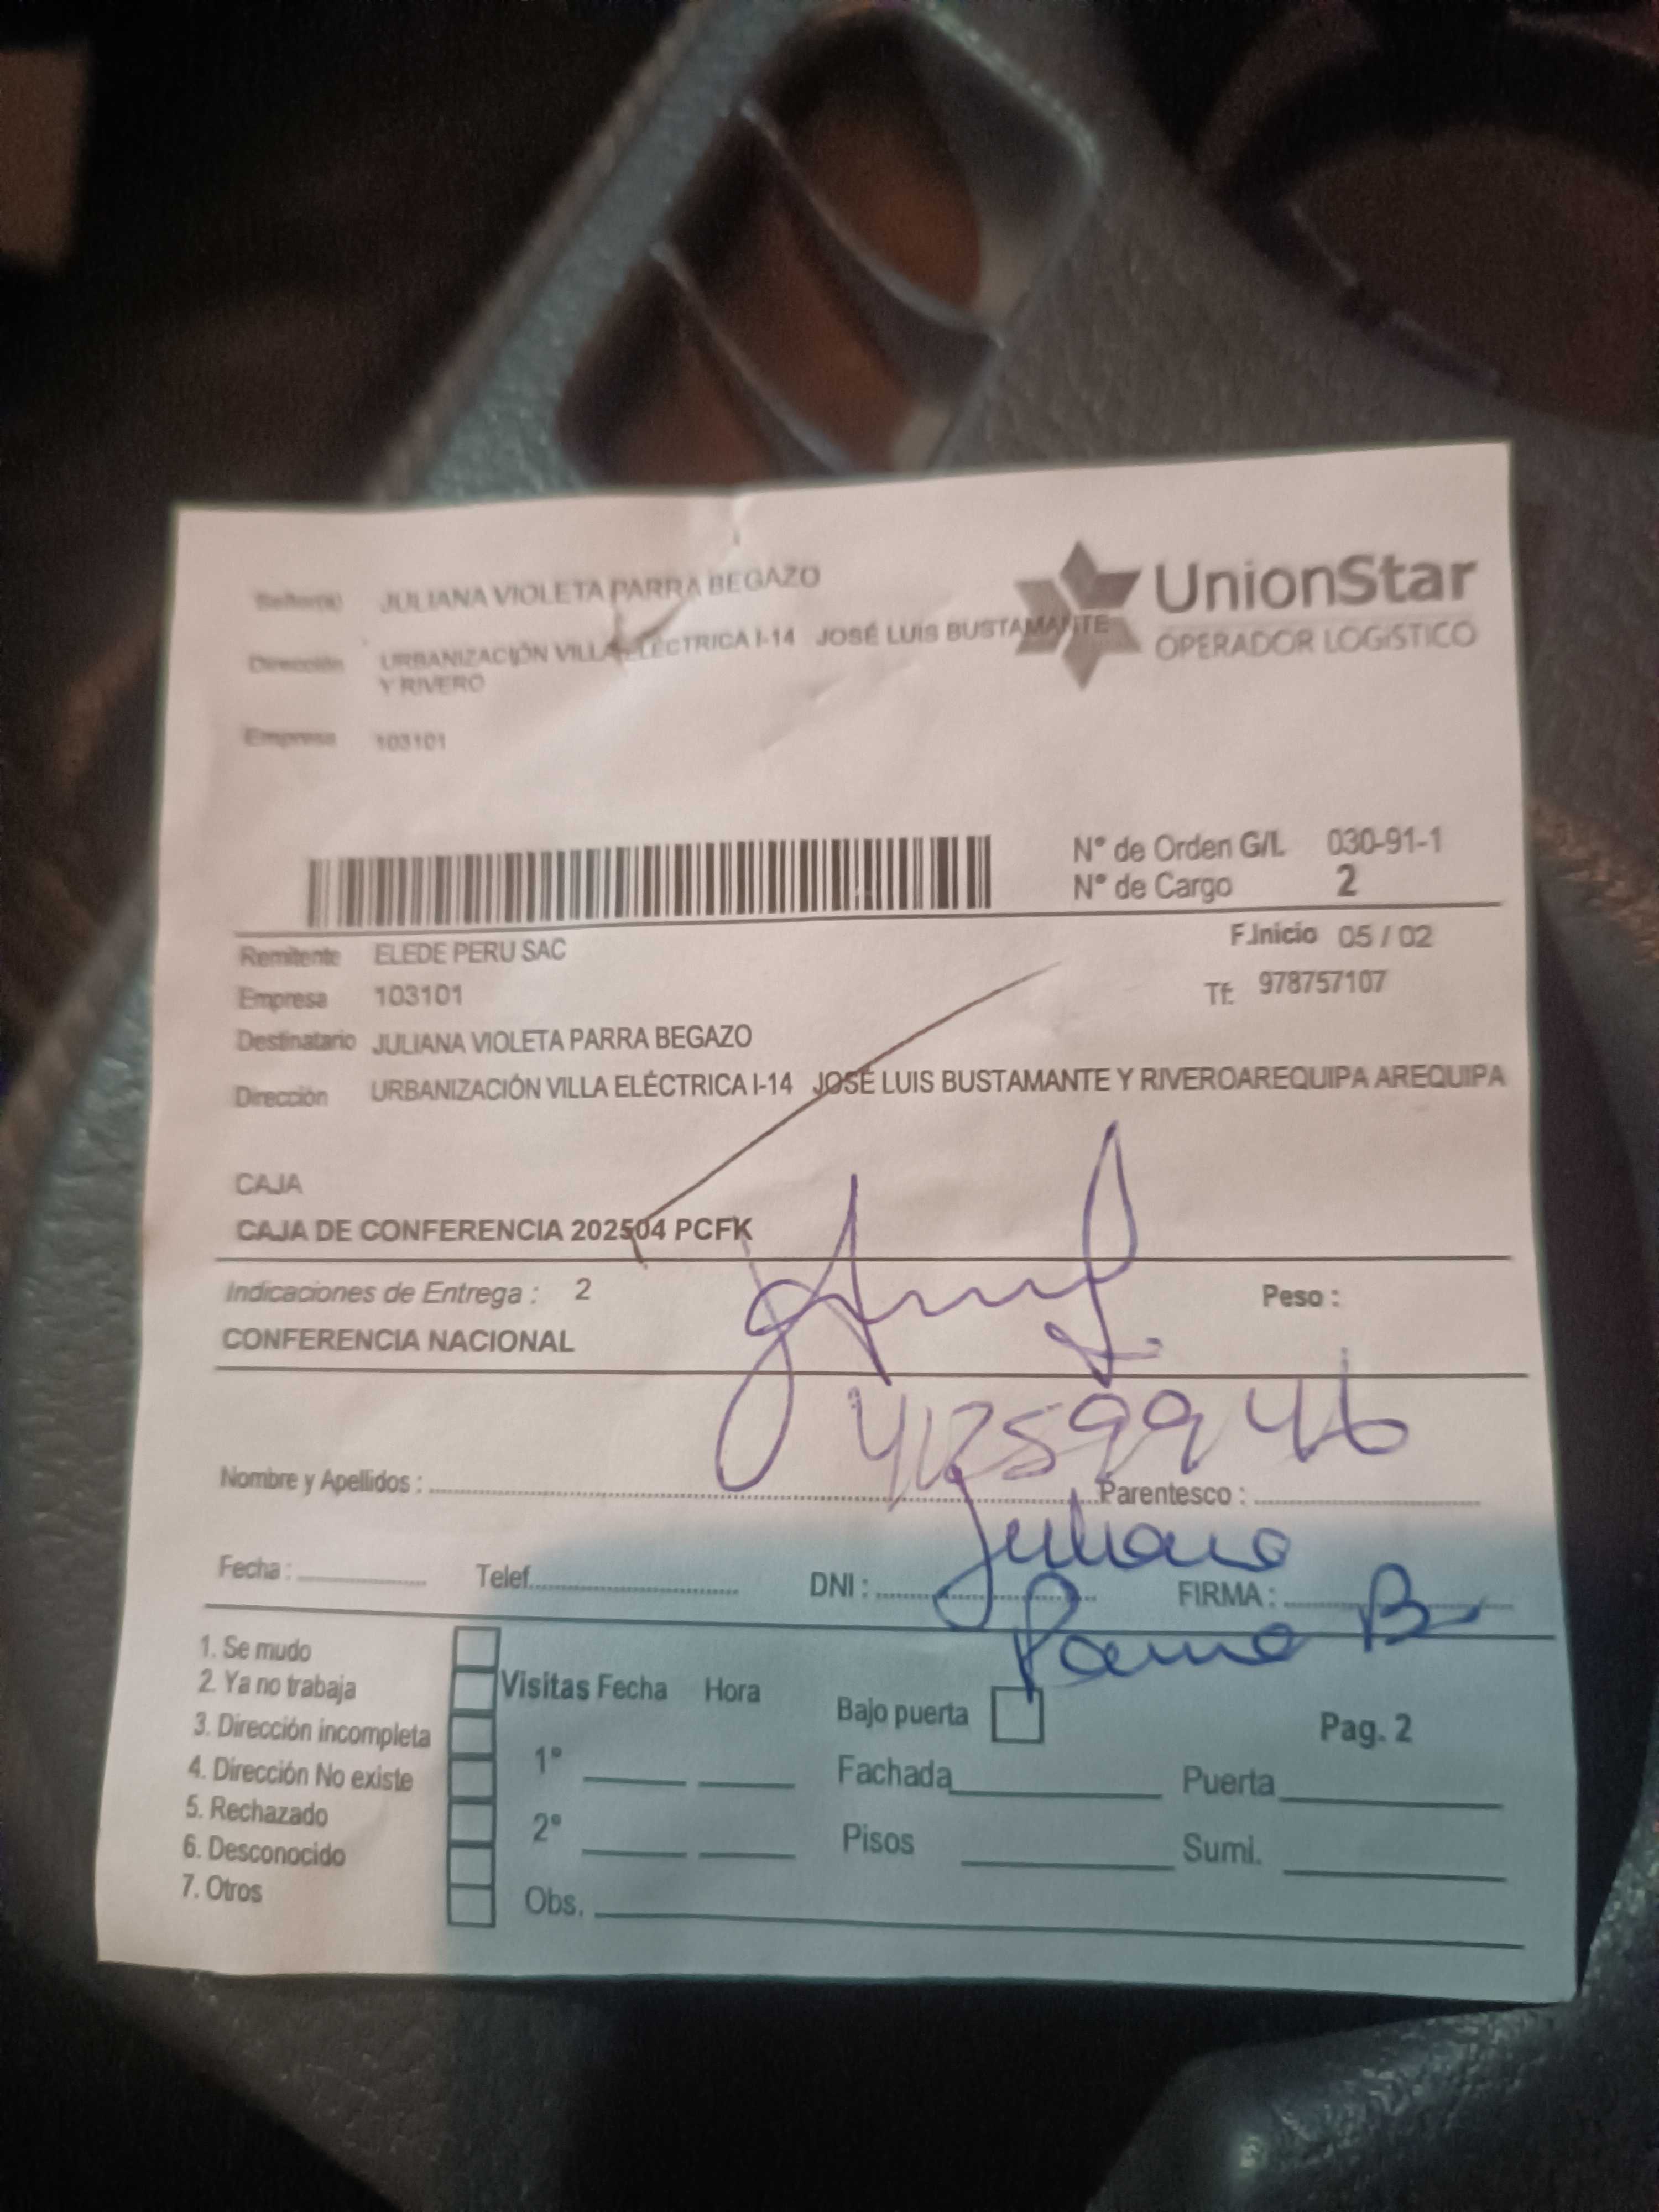 Señor(a) JULIANA VIOLETA PARRA BEGAZO
UnionStar
OPERADOR LOGISTICO
Dirección URBANIZACIÓN VILLA ELÉCTRICA I-14 JOSÉ LUIS BUSTAMANTE
Y RIVERO
Empresa 103101
N° de Orden G/L 030-91-1
N° de Cargo 2
F.Inicio 05 / 02
Remitente ELEDE PERU SAC
Empresa 103101
Tf: 978757107
Destinatario JULIANA VIOLETA PARRA BEGAZO
Dirección URBANIZACIÓN VILLA ELÉCTRICA I-14 JOSÉ LUIS BUSTAMANTE Y RIVEROAREQUIPA AREQUIPA
CAJA
CAJA DE CONFERENCIA 202504 PCFK
Indicaciones de Entrega : 2 Peso :
CONFERENCIA NACIONAL
41259946
Nombre y Apellidos : Parentesco :
Juliana
Fecha : Telef. DNI : FIRMA :
Parra B
1. Se mudo
2. Ya no trabaja
3. Dirección incompleta
4. Dirección No existe
5. Rechazado
6. Desconocido
7. Otros
Visitas Fecha Hora
1°
2°
Obs.
Bajo puerta Pag. 2
Fachada Puerta
Pisos Sumi.